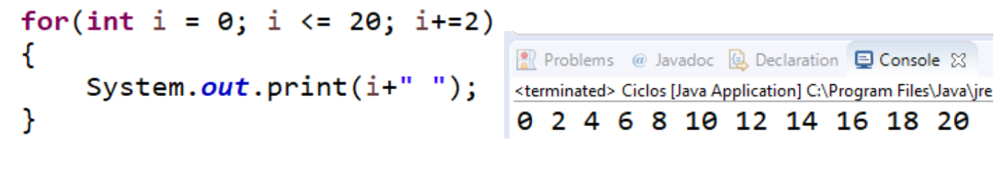 for(int i = 0; i <= 20; i+=2)
{
    System.out.print(i+" ");
}
Problems @ Javadoc Declaration Console
<terminated> Ciclos [Java Application] C:\Program Files\Java\jre
0 2 4 6 8 10 12 14 16 18 20